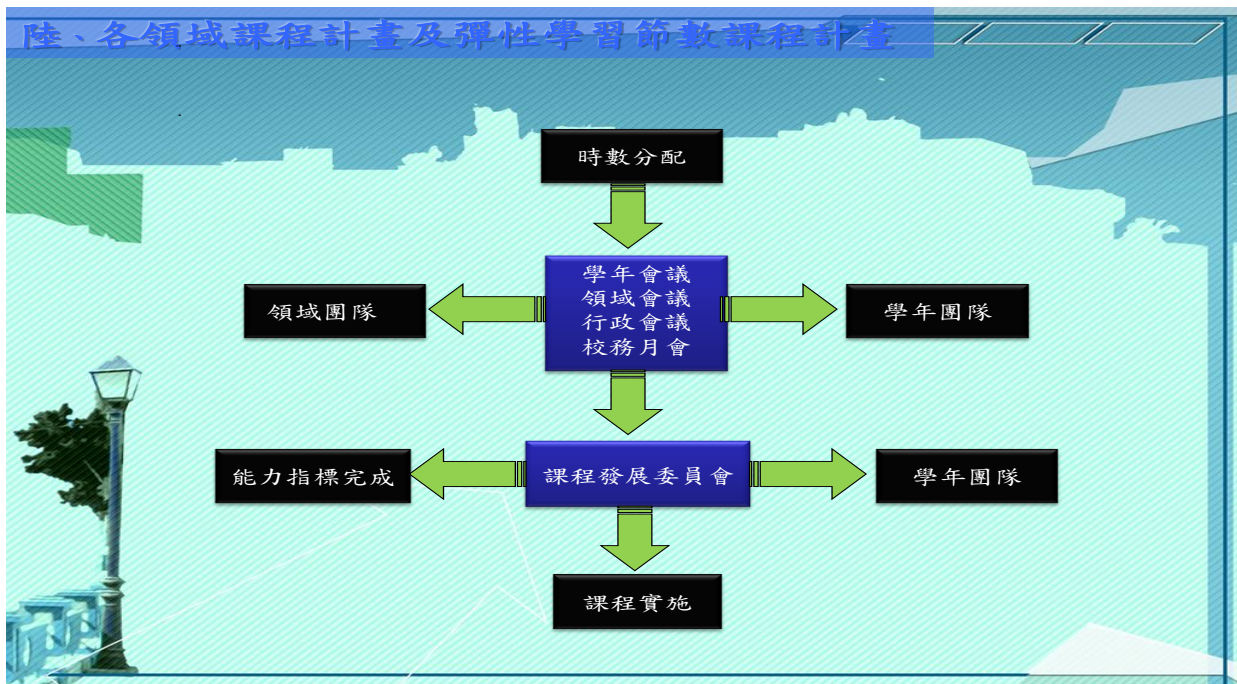 陸、各領域課程計畫及彈性學習節數課程計畫
時數分配
學年會議
領域會議
行政會議
校務月會
領域團隊
學年團隊
能力指標完成
課程發展委員會
學年團隊
課程實施